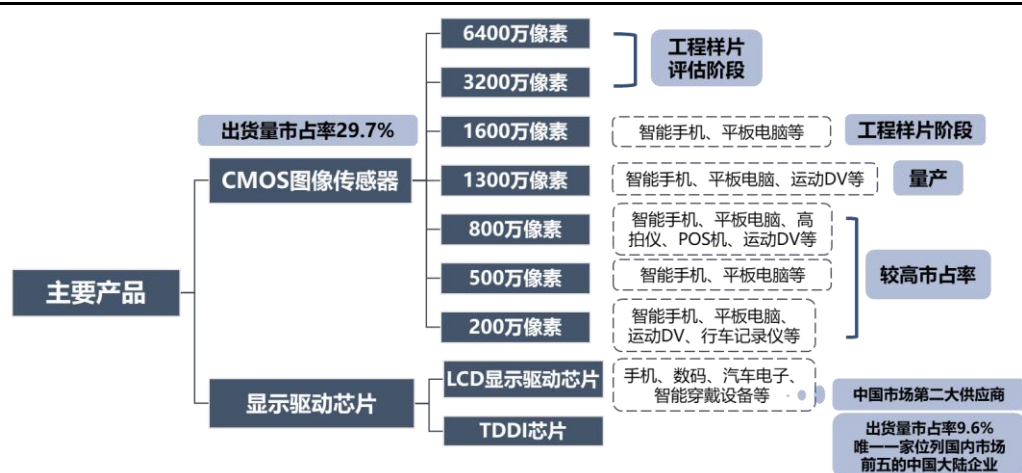 6400万像素
工程样片
评估阶段
3200万像素
出货量市占率29.7%
1600万像素
智能手机、平板电脑等
工程样片阶段
CMOS图像传感器
1300万像素
智能手机、平板电脑、运动DV等
量产
800万像素
智能手机、平板电脑、高
拍仪、POS机、运动DV等
主要产品
500万像素
智能手机、平板电脑等
较高市占率
200万像素
智能手机、平板电脑、
运动DV、行车记录仪等
显示驱动芯片
LCD显示驱动芯片
手机、数码、汽车电子、
智能穿戴设备等
中国市场第二大供应商
TDDI芯片
出货量市占率9.6%
唯一一家位列国内市场
前五的中国大陆企业